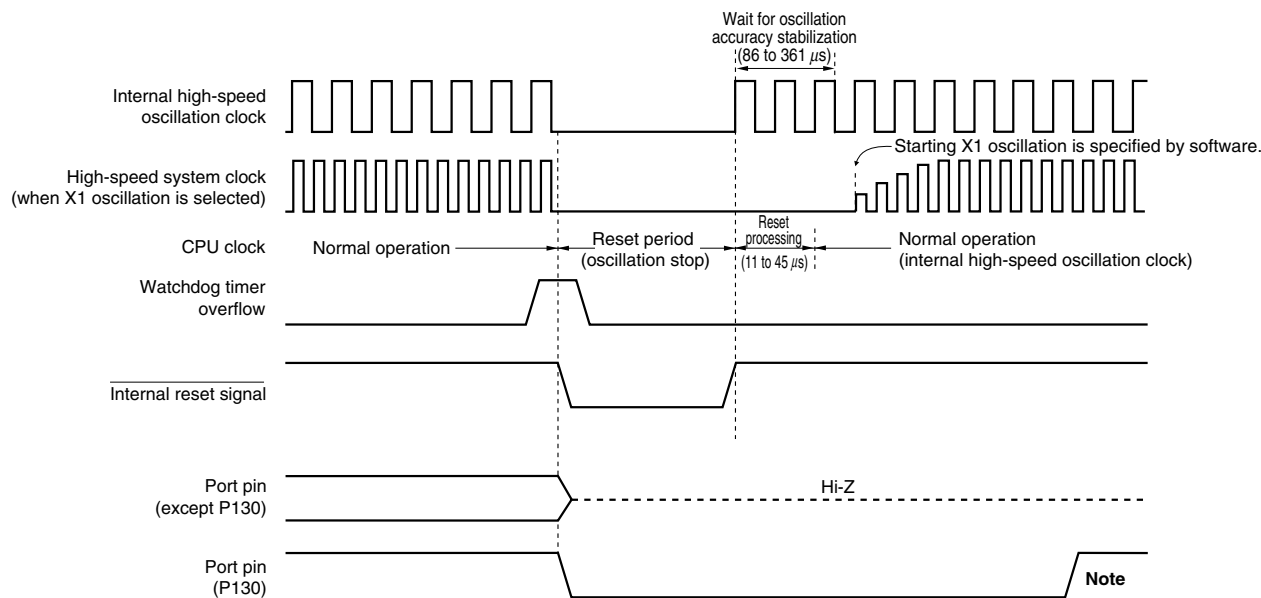 Wait for oscillation
accuracy stabilization
(86 to 361 μs)
Internal high-speed
oscillation clock
Starting X1 oscillation is specified by software.
High-speed system clock
(when X1 oscillation is selected)
CPU clock
Normal operation
Reset period
(oscillation stop)
Reset
processing
(11 to 45 μs)
Normal operation
(internal high-speed oscillation clock)
Watchdog timer
overflow
Internal reset signal
Port pin
(except P130)
Hi-Z
Port pin
(P130)
Note